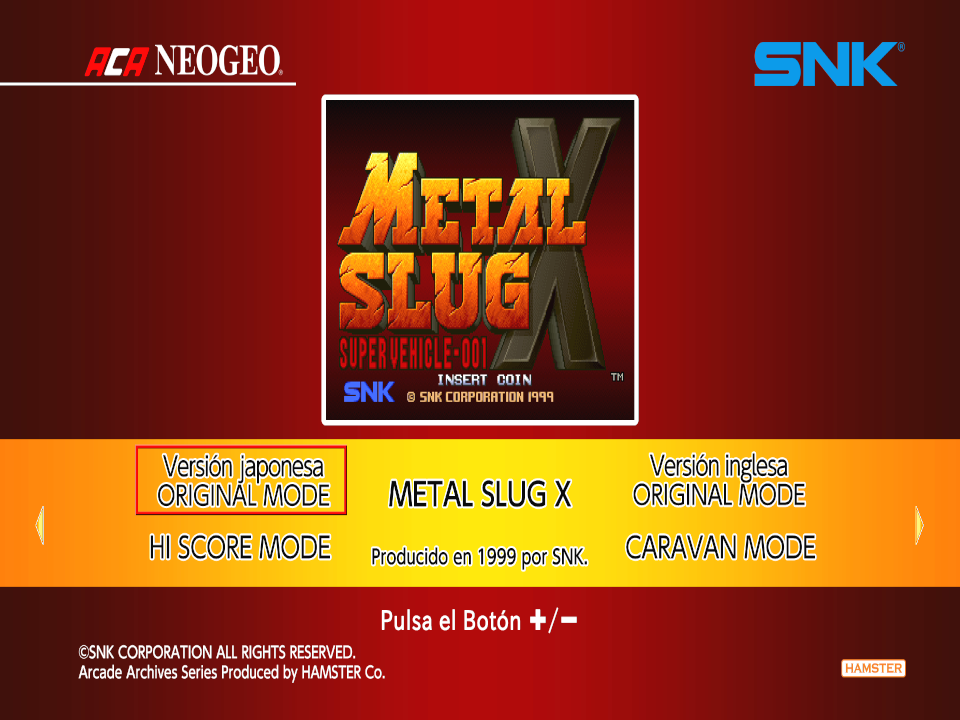 ACA NEOGEO®
SNK®
METAL
SLUG X
SUPER VEHICLE-001
INSERT COIN
TM
SNK © SNK CORPORATION 1999
Versión japonesa
ORIGINAL MODE
METAL SLUG X
Versión inglesa
ORIGINAL MODE
HI SCORE MODE
Producido en 1999 por SNK.
CARAVAN MODE
Pulsa el Botón +/−
©SNK CORPORATION ALL RIGHTS RESERVED.
Arcade Archives Series Produced by HAMSTER Co.
HAMSTER